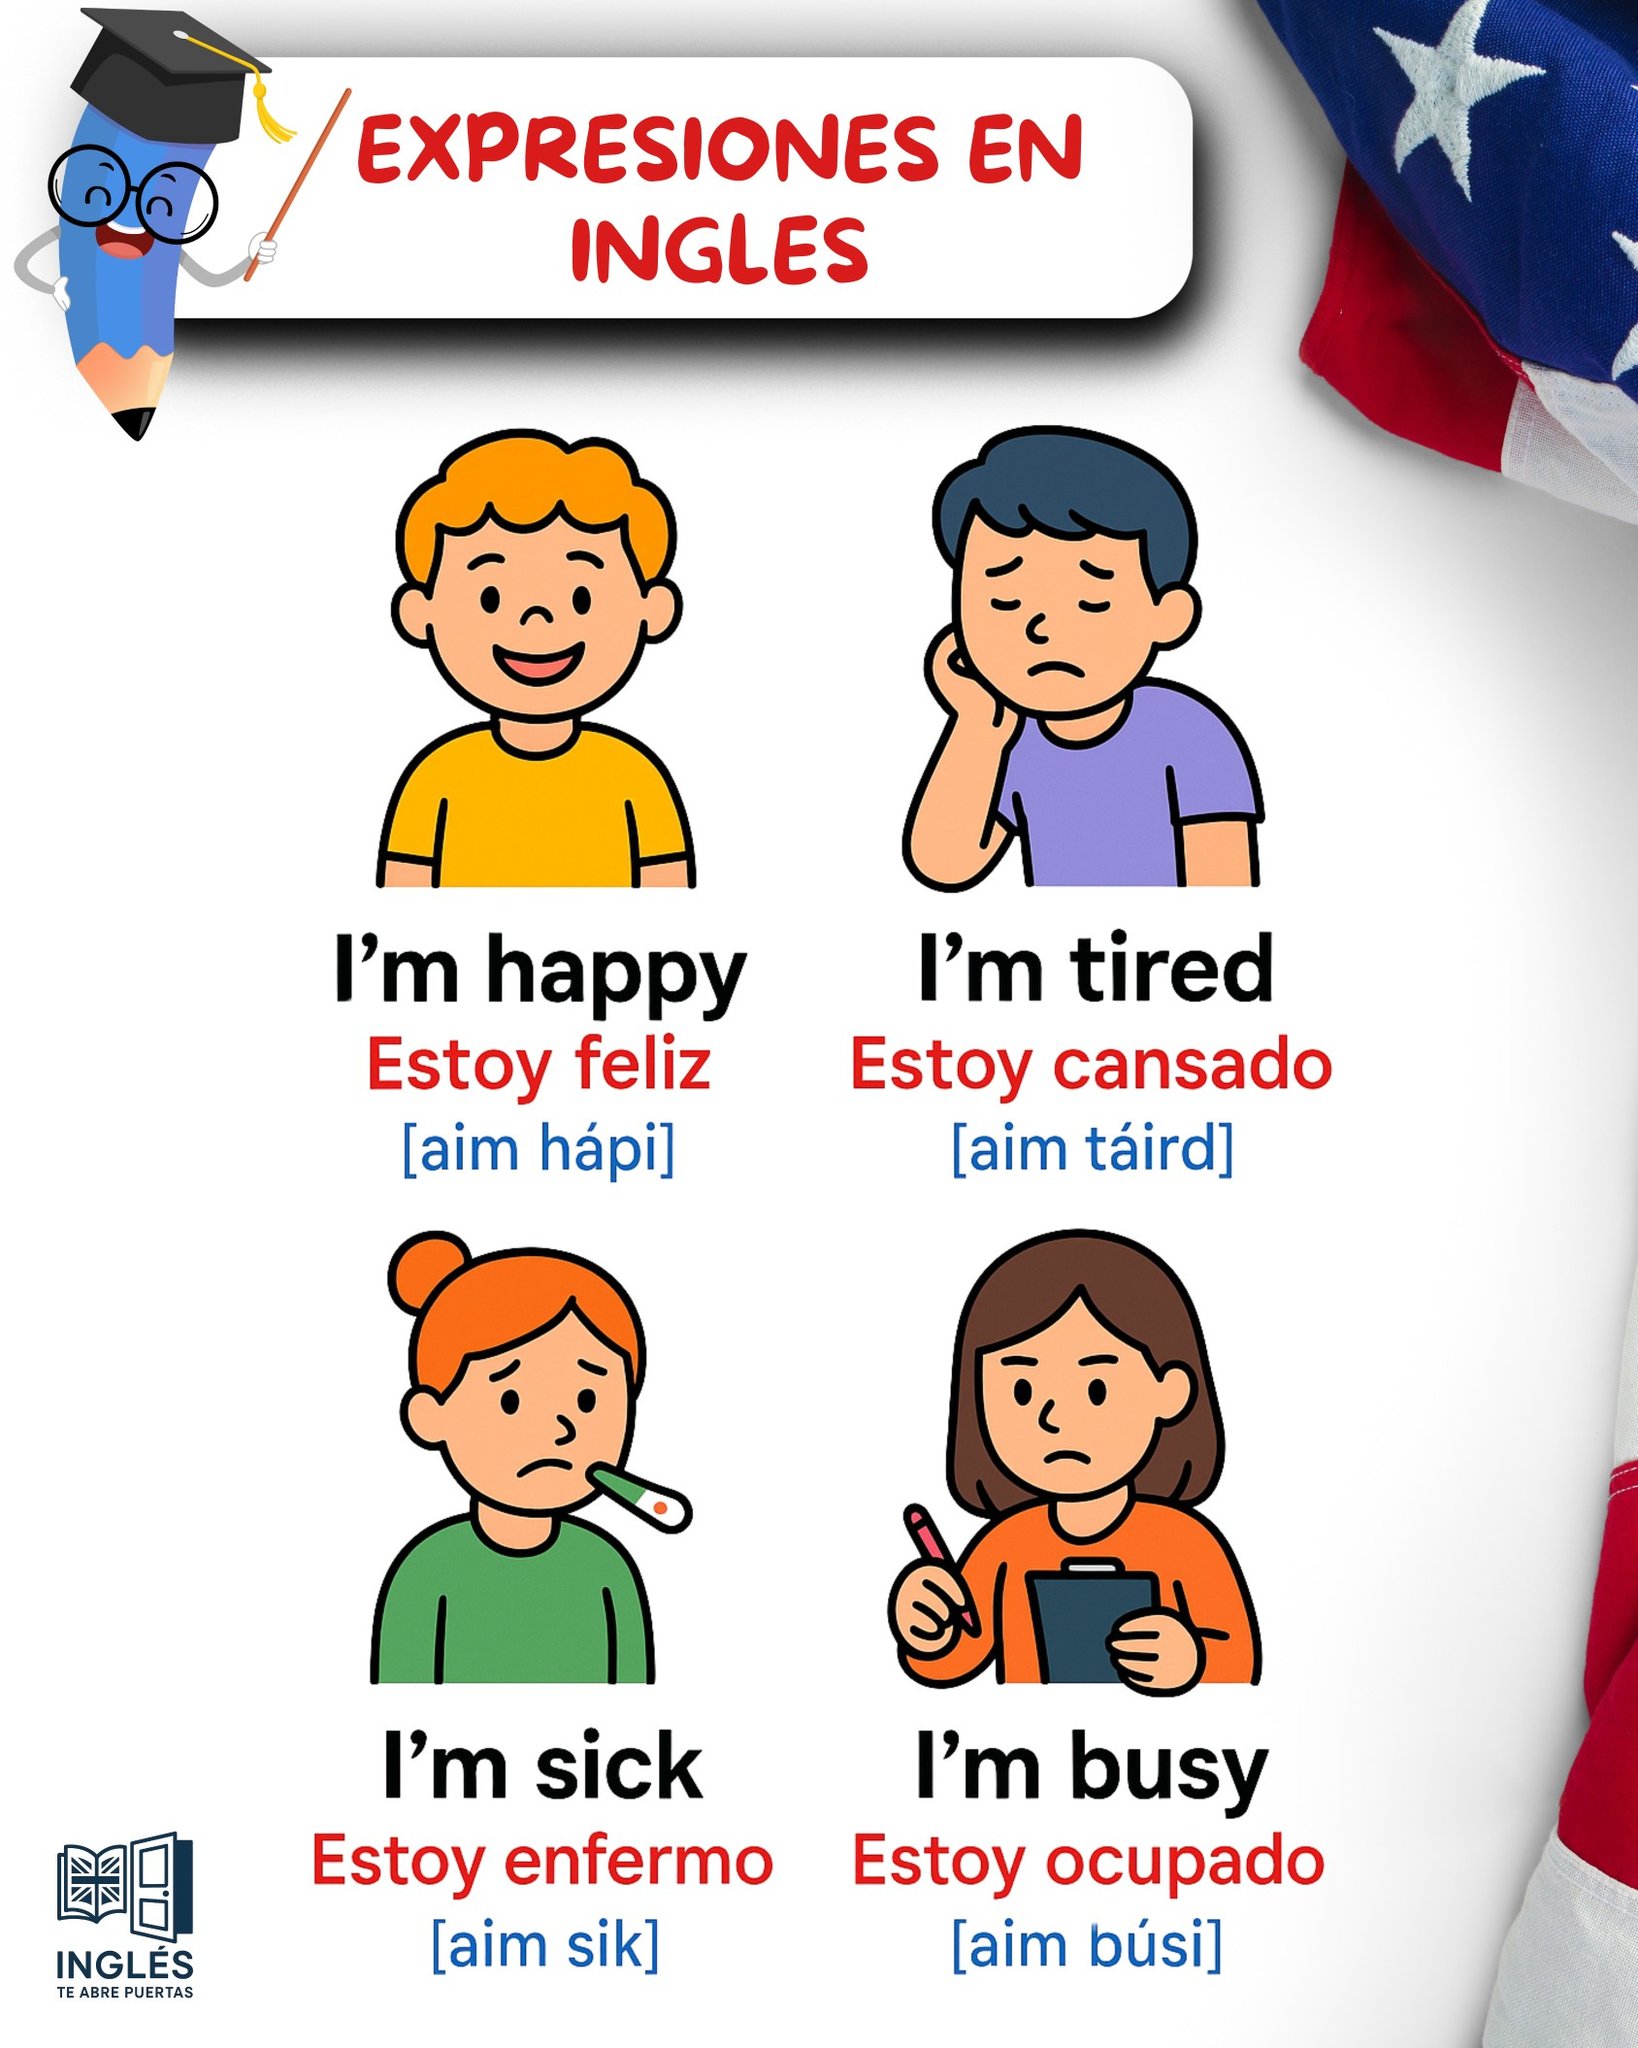 EXPRESIONES EN
INGLES
I'm happy
Estoy feliz
[aim hápi]
I'm tired
Estoy cansado
[aim táird]
I'm sick
Estoy enfermo
[aim sik]
I'm busy
Estoy ocupado
[aim búsi]
INGLÉS
TE ABRE PUERTAS